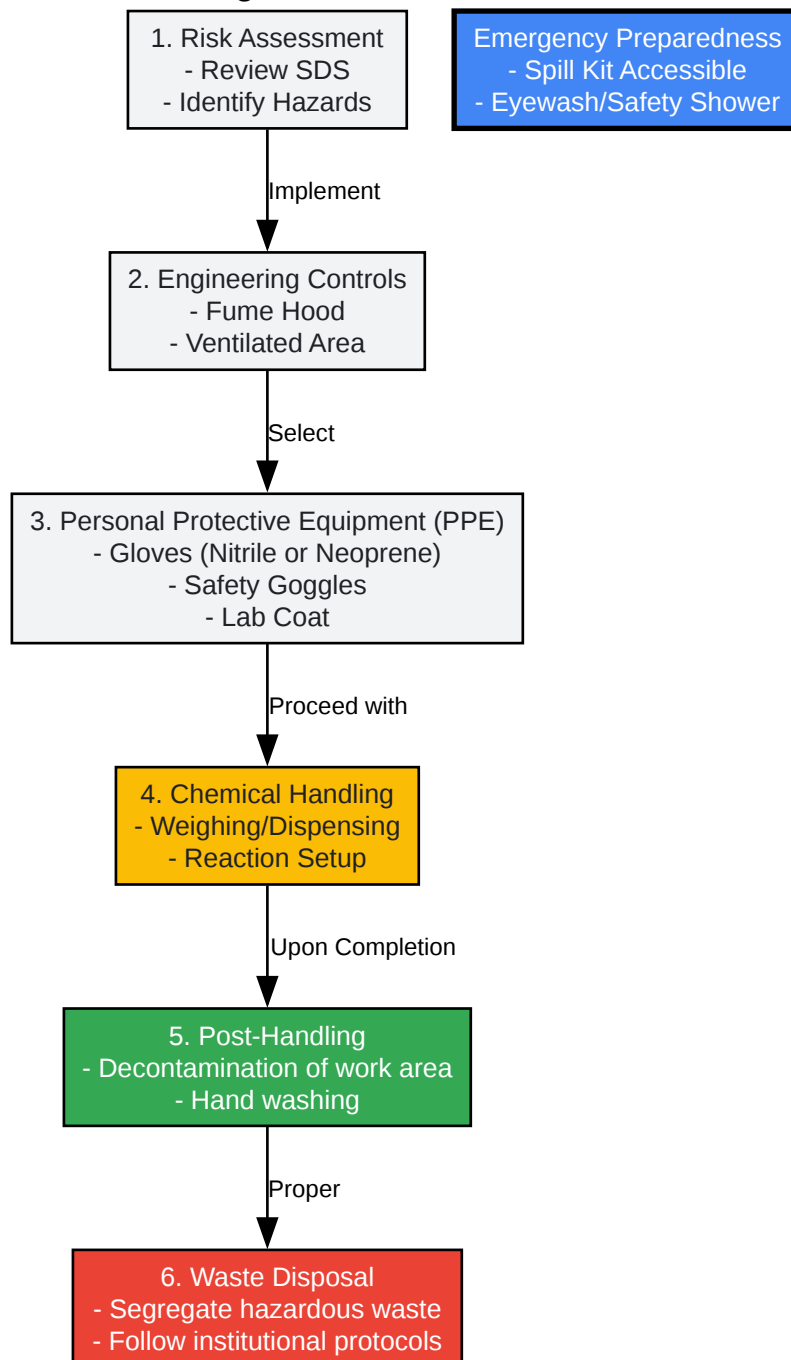 1. Risk Assessment
- Review SDS
- Identify Hazards
Emergency Preparedness
- Spill Kit Accessible
- Eyewash/Safety Shower
Implement
2. Engineering Controls
- Fume Hood
- Ventilated Area
Select
3. Personal Protective Equipment (PPE)
- Gloves (Nitrile or Neoprene)
- Safety Goggles
- Lab Coat
Proceed with
4. Chemical Handling
- Weighing/Dispensing
- Reaction Setup
Upon Completion
5. Post-Handling
- Decontamination of work area
- Hand washing
Proper
6. Waste Disposal
- Segregate hazardous waste
- Follow institutional protocols